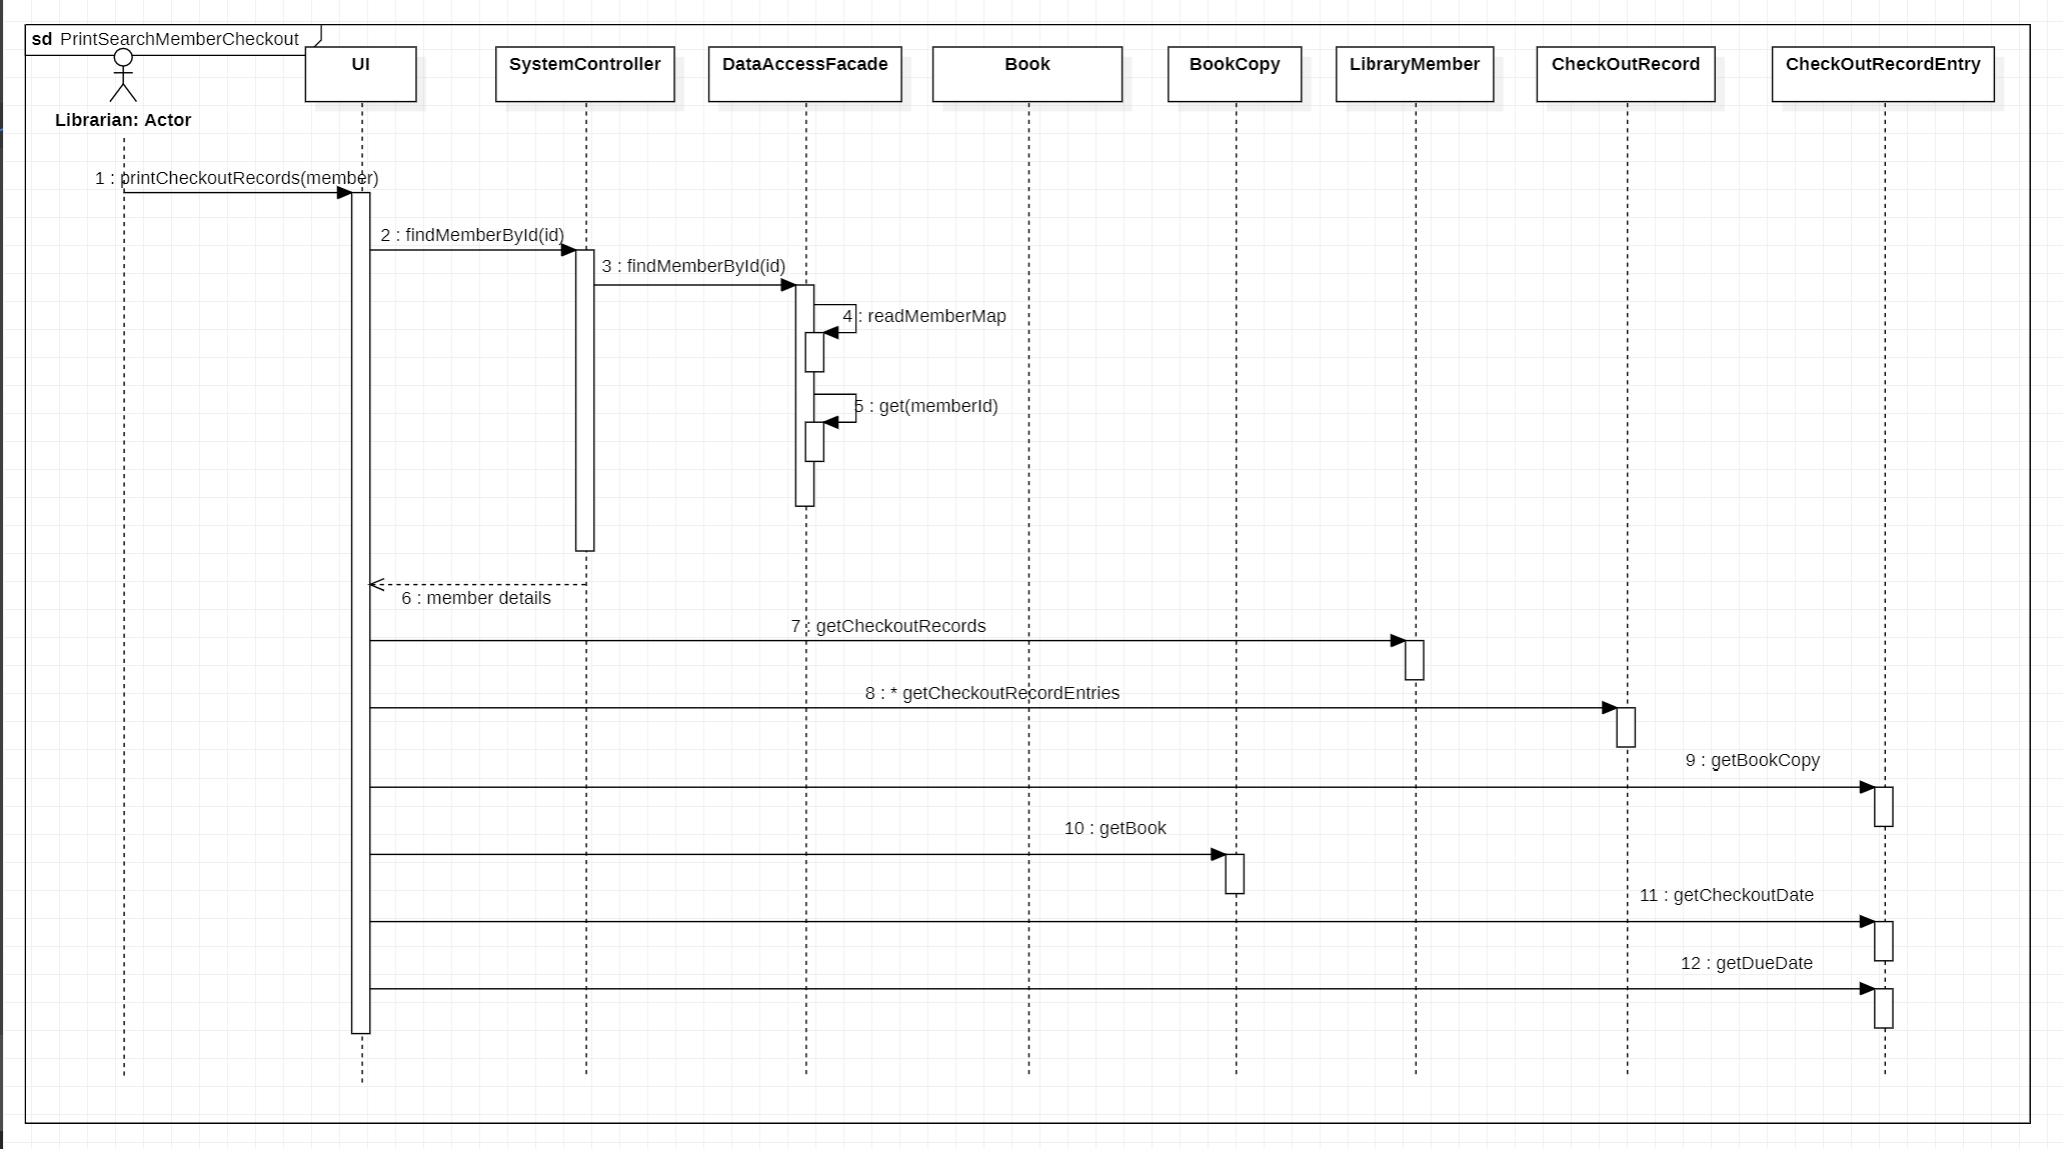 sd PrintSearchMemberCheckout
UI
SystemController
DataAccessFacade
Book
BookCopy
LibraryMember
CheckOutRecord
CheckOutRecordEntry
Librarian: Actor
1 : printCheckoutRecords(member)
2 : findMemberById(id)
3 : findMemberById(id)
4 : readMemberMap
5 : get(memberId)
6 : member details
7 : getCheckoutRecords
8 : * getCheckoutRecordEntries
9 : getBookCopy
10 : getBook
11 : getCheckoutDate
12 : getDueDate